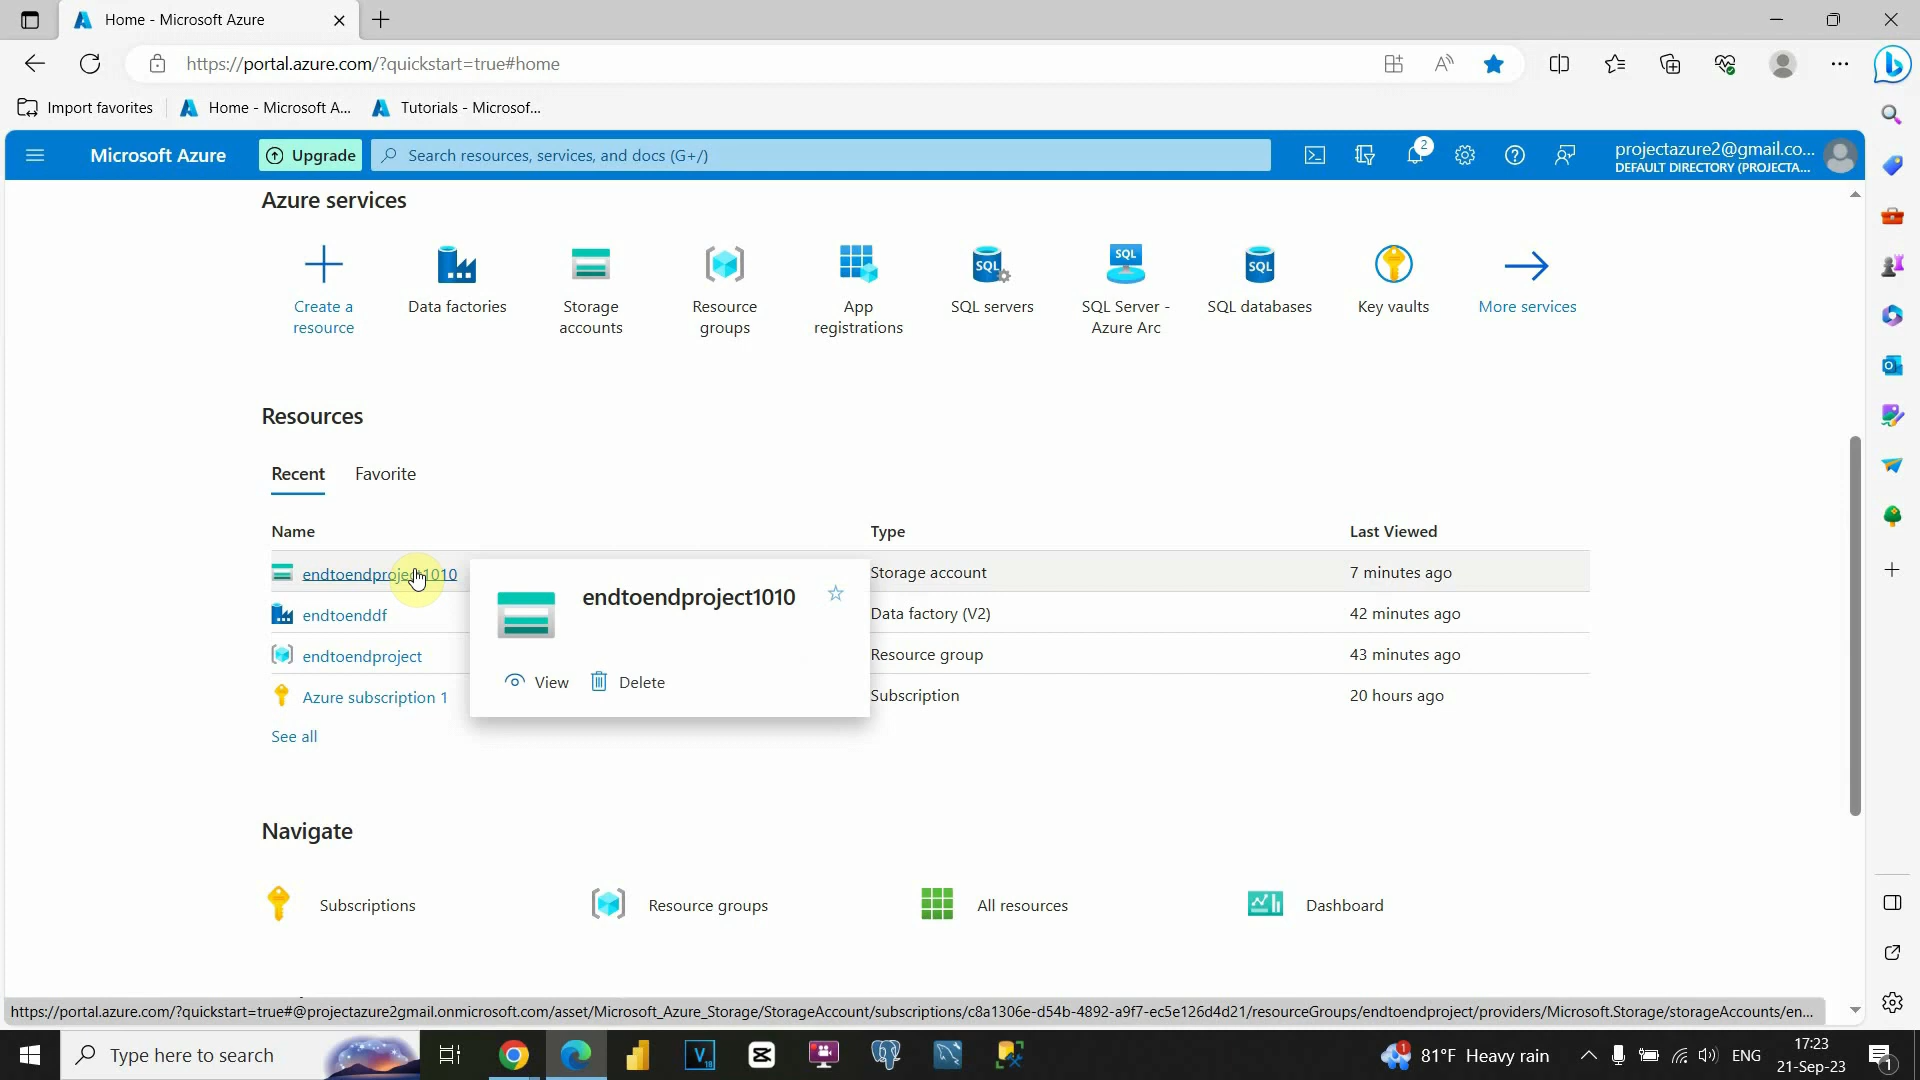 Home - Microsoft Azure
https://portal.azure.com/?quickstart=true#home
Import favorites
Home - Microsoft A...
Tutorials - Microsof...
Microsoft Azure
Upgrade
Search resources, services, and docs (G+/)
2
projectazure2@gmail.co...
DEFAULT DIRECTORY (PROJECTA...
Azure services
Create a
resource
Data factories
Storage
accounts
Resource
groups
App
registrations
SQL
SQL servers
SQL
SQL Server -
Azure Arc
SQL
SQL databases
Key vaults
More services
Resources
Recent
Favorite
Name
Type
Last Viewed
endtoendproject1010
Storage account
7 minutes ago
endtoenddf
Data factory (V2)
42 minutes ago
endtoendproject
Resource group
43 minutes ago
Azure subscription 1
Subscription
20 hours ago
endtoendproject1010
View
Delete
See all
Navigate
Subscriptions
Resource groups
All resources
Dashboard
https://portal.azure.com/?quickstart=true#@projectazure2gmail.onmicrosoft.com/asset/Microsoft_Azure_Storage/StorageAccount/subscriptions/c8a1306e-d54b-4892-a9f7-ec5e126d4d21/resourceGroups/endtoendproject/providers/Microsoft.Storage/storageAccounts/en...
Type here to search
1
81°F Heavy rain
ENG
17:23
21-Sep-23
1